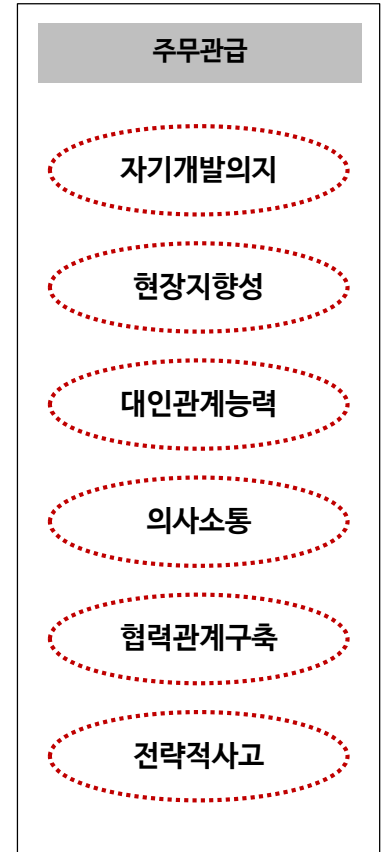 주무관급
자기개발의지
현장지향성
대인관계능력
의사소통
협력관계구축
전략적사고